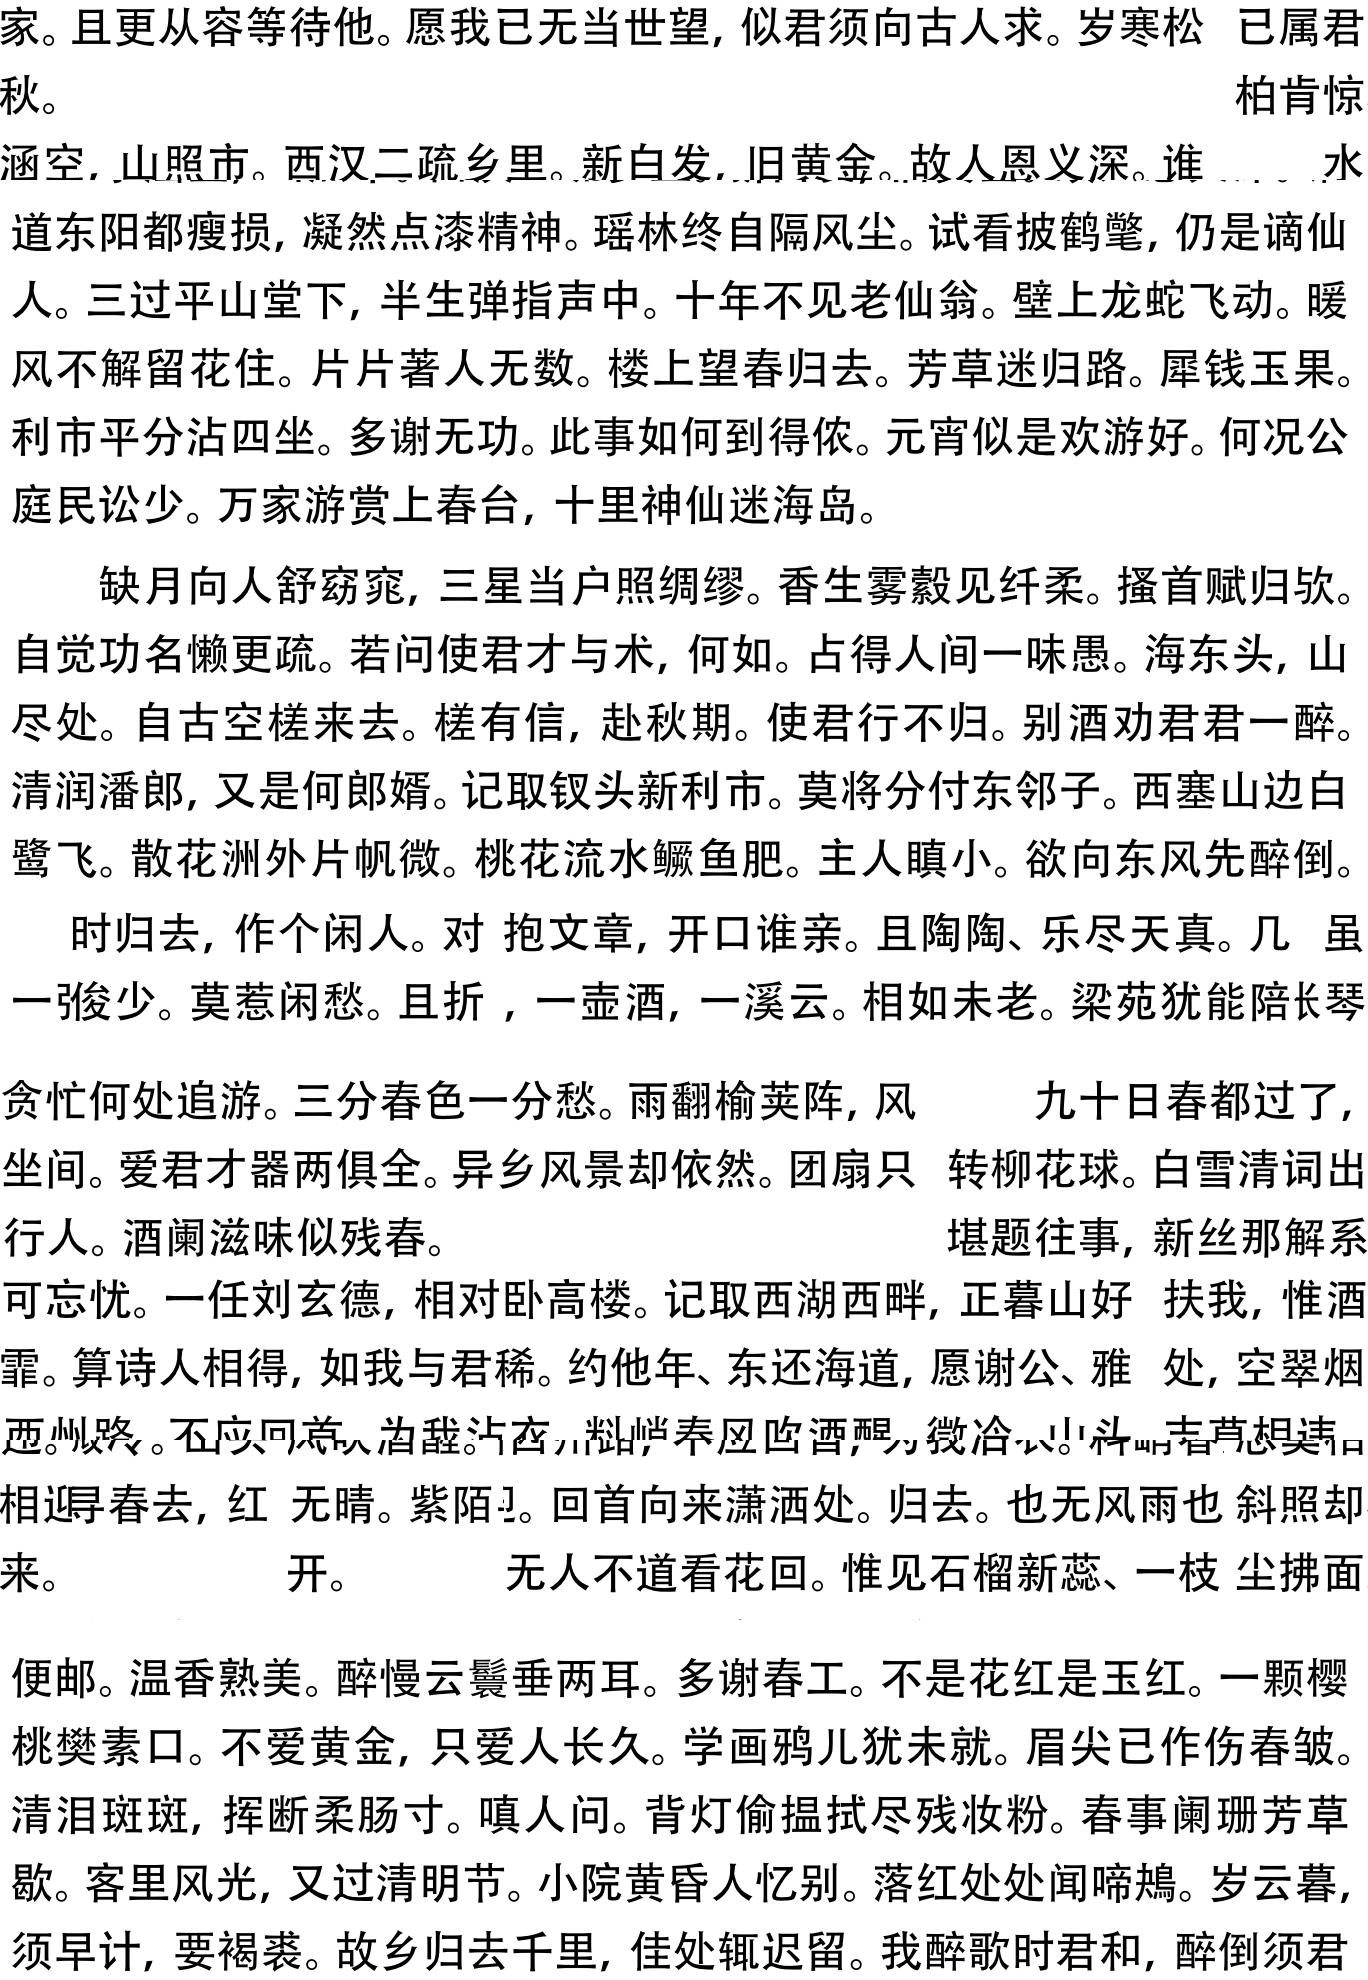 家。且更从容等待他。愿我已无当世望，似君须向古人求。岁寒松 已属君
秋。 柏肯惊
涵空，山照市。西汉二疏乡里。新白发，旧黄金。故人恩义深。谁 水
道东阳都瘦损，凝然点漆精神。瑶林终自隔风尘。试看披鹤氅，仍是谪仙
人。三过平山堂下，半生弹指声中。十年不见老仙翁。壁上龙蛇飞动。暖
风不解留花住。片片著人无数。楼上望春归去。芳草迷归路。犀钱玉果。
利市平分沾四坐。多谢无功。此事如何到得侬。元宵似是欢游好。何况公
庭民讼少。万家游赏上春台，十里神仙迷海岛。
缺月向人舒窈窕，三星当户照绸缪。香生雾縠见纤柔。搔首赋归欤。
自觉功名懒更疏。若问使君才与术，何如。占得人间一味愚。海东头，山
尽处。自古空槎来去。槎有信，赴秋期。使君行不归。别酒劝君君一醉。
清润潘郎，又是何郎婿。记取钗头新利市。莫将分付东邻子。西塞山边白
鹭飞。散花洲外片帆微。桃花流水鳜鱼肥。主人瞋小。欲向东风先醉倒。
时归去，作个闲人。对 抱文章，开口谁亲。且陶陶、乐尽天真。几 虽
一张俊少。莫惹闲愁。且折 ，一壶酒，一溪云。相如未老。梁苑犹能陪长琴
贪忙何处追游。三分春色一分愁。雨翻榆荚阵，风 九十日春都过了，
坐间。爱君才器两俱全。异乡风景却依然。团扇只 转柳花球。白雪清词出
行人。酒阑滋味似残春。 堪题往事，新丝那解系
可忘忧。一任刘玄德，相对卧高楼。记取西湖西畔，正暮山好 扶我，惟酒
霏。算诗人相得，如我与君稀。约他年、东还海道，愿谢公、雅 处，空翠烟
相迎寻春去，红 无晴。紫陌 。回首向来潇洒处。归去。也无风雨也 斜照却
来。 开。 无人不道看花回。惟见石榴新蕊、一枝 尘拂面
便邮。温香熟美。醉慢云鬟垂两耳。多谢春工。不是花红是玉红。一颗樱
桃樊素口。不爱黄金，只爱人长久。学画鸦儿犹未就。眉尖已作伤春皱。
清泪斑斑，挥断柔肠寸。嗔人问。背灯偷揾拭尽残妆粉。春事阑珊芳草
歇。客里风光，又过清明节。小院黄昏人忆别。落红处处闻啼鴂。岁云暮，
须早计，要褐裘。故乡归去千里，佳处辄迟留。我醉歌时君和，醉倒须君